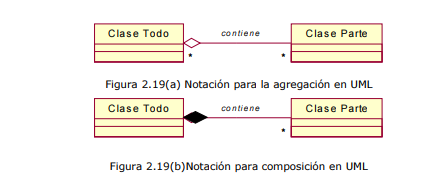 Clase Todo contiene Clase Parte
* *
Figura 2.19(a) Notación para la agregación en UML
Clase Todo contiene Clase Parte
*
Figura 2.19(b)Notación para composición en UML